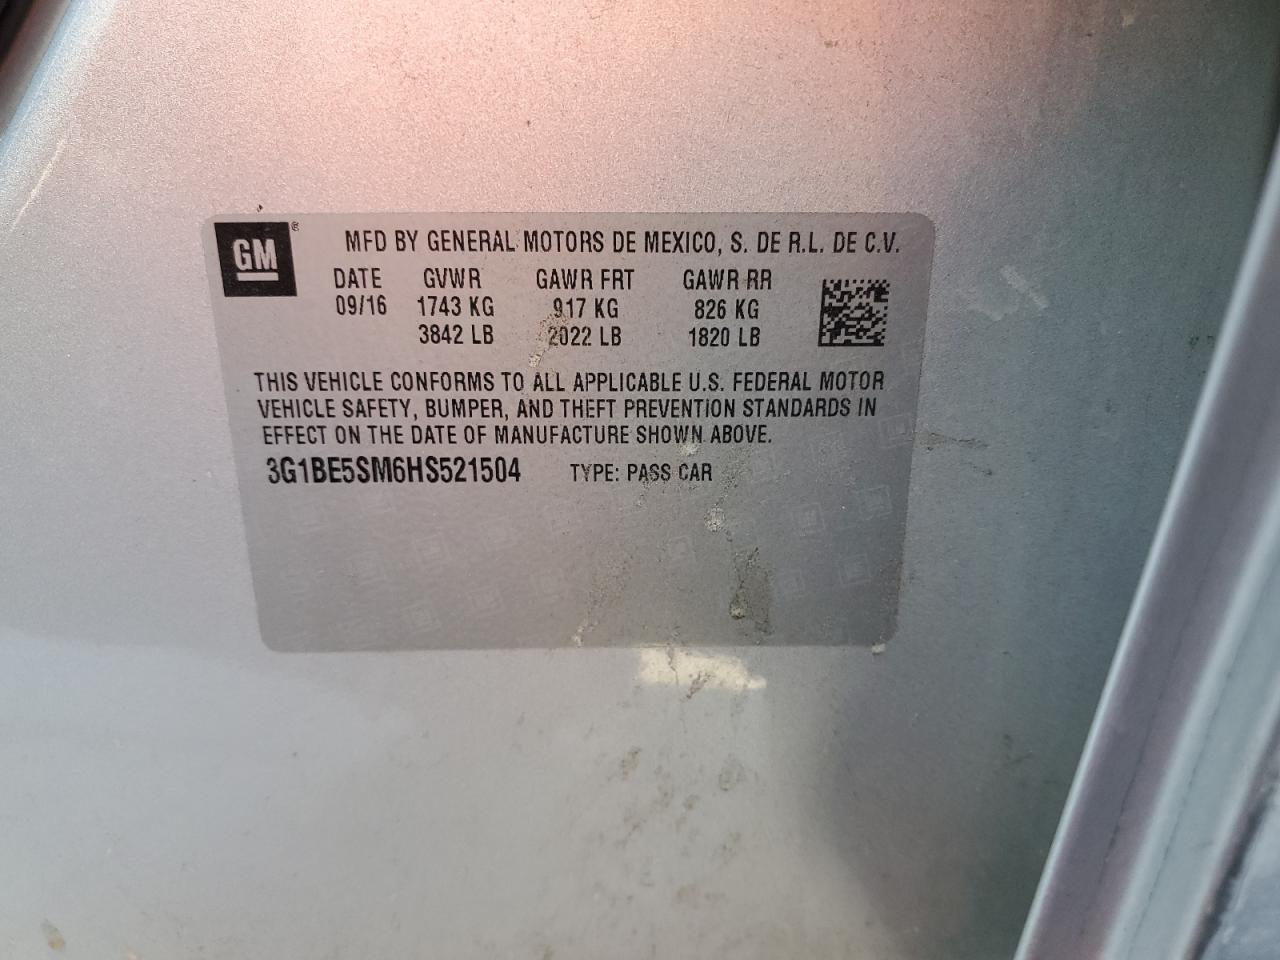 GM ®
MFD BY GENERAL MOTORS DE MEXICO, S. DE R.L. DE C.V.
DATE GVWR GAWR FRT GAWR RR
09/16 1743 KG 917 KG 826 KG
3842 LB 2022 LB 1820 LB
THIS VEHICLE CONFORMS TO ALL APPLICABLE U.S. FEDERAL MOTOR
VEHICLE SAFETY, BUMPER, AND THEFT PREVENTION STANDARDS IN
EFFECT ON THE DATE OF MANUFACTURE SHOWN ABOVE.
3G1BE5SM6HS521504 TYPE: PASS CAR